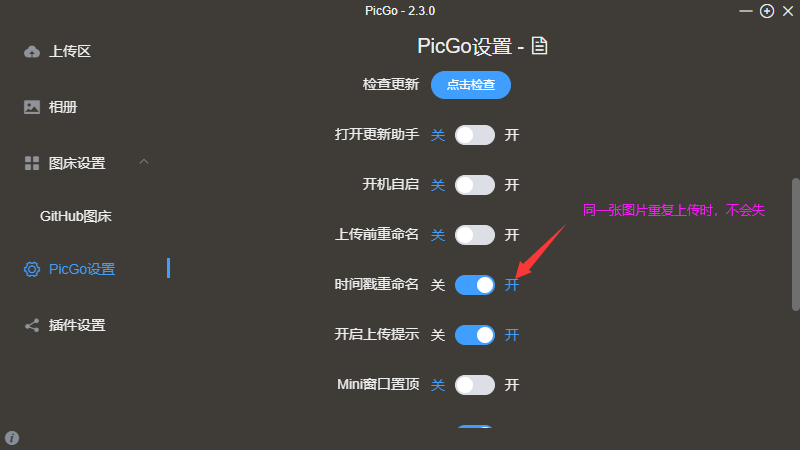 PicGo - 2.3.0
上传区
相册
图床设置
GitHub图床
PicGo设置
插件设置
PicGo设置 -
检查更新 点击检查
打开更新助手 关 开
开机自启 关 开
上传前重命名 关 开
时间戳重命名 关 开
开启上传提示 关 开
Mini窗口置顶 关 开
同一张图片重复上传时，不会失